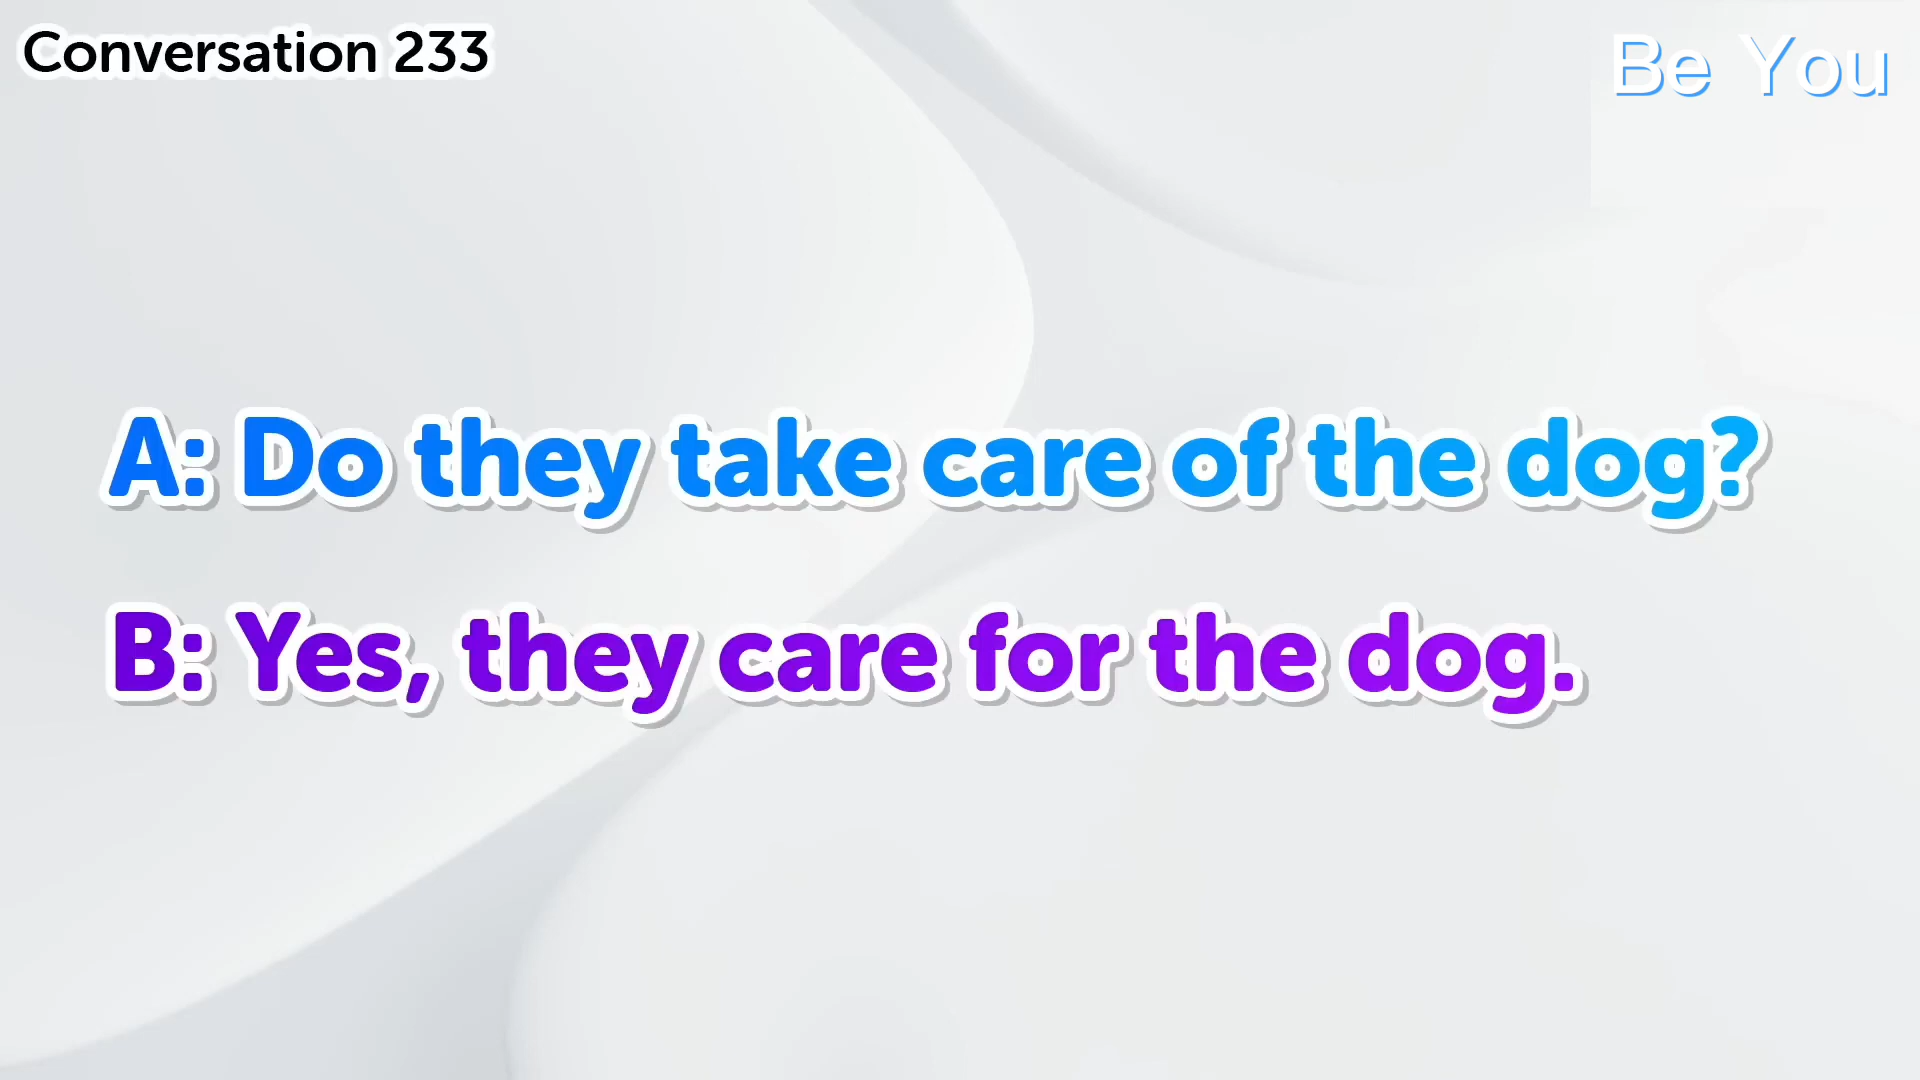 Conversation 233
Be You
A: Do they take care of the dog?
B: Yes, they care for the dog.